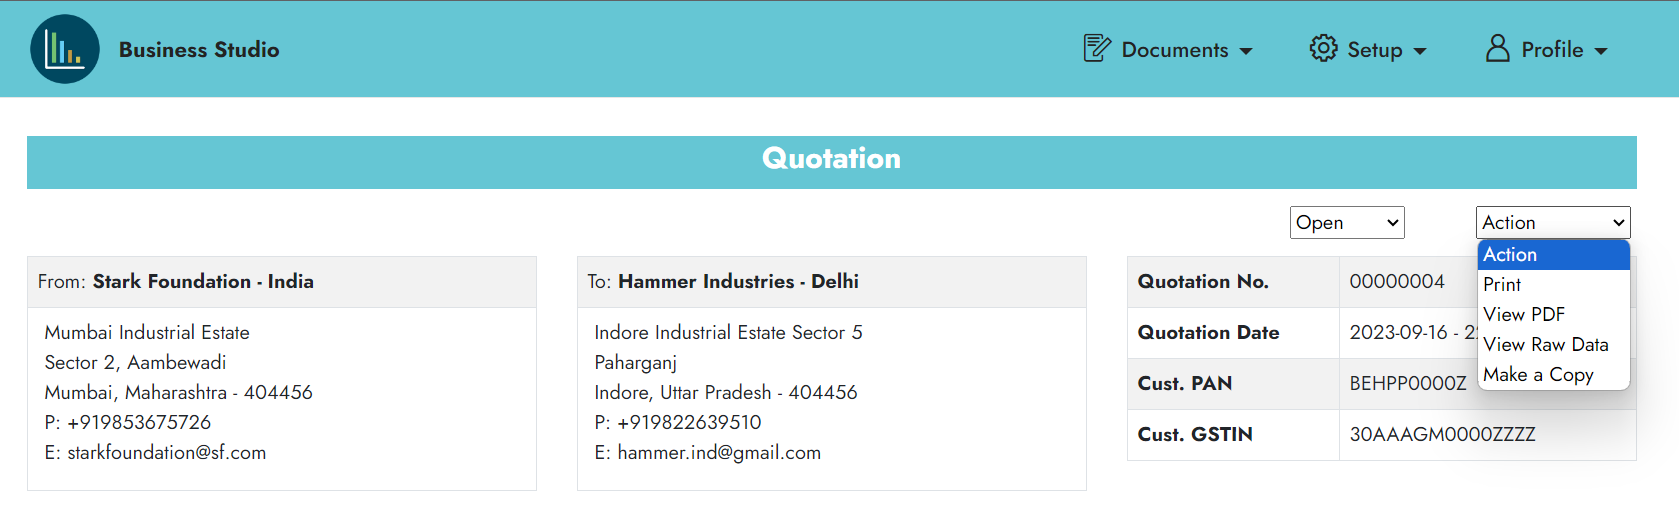 Business Studio
Documents
Setup
Profile
Quotation
Open
Action
Action
Print
View PDF
View Raw Data
Make a Copy
From: Stark Foundation - India
Mumbai Industrial Estate
Sector 2, Aambewadi
Mumbai, Maharashtra - 404456
P: +919853675726
E: starkfoundation@sf.com
To: Hammer Industries - Delhi
Indore Industrial Estate Sector 5
Paharganj
Indore, Uttar Pradesh - 404456
P: +919822639510
E: hammer.ind@gmail.com
Quotation No. 00000004
Quotation Date 2023-09-16 -
Cust. PAN BEHPP0000Z
Cust. GSTIN 30AAAGM0000ZZZZ